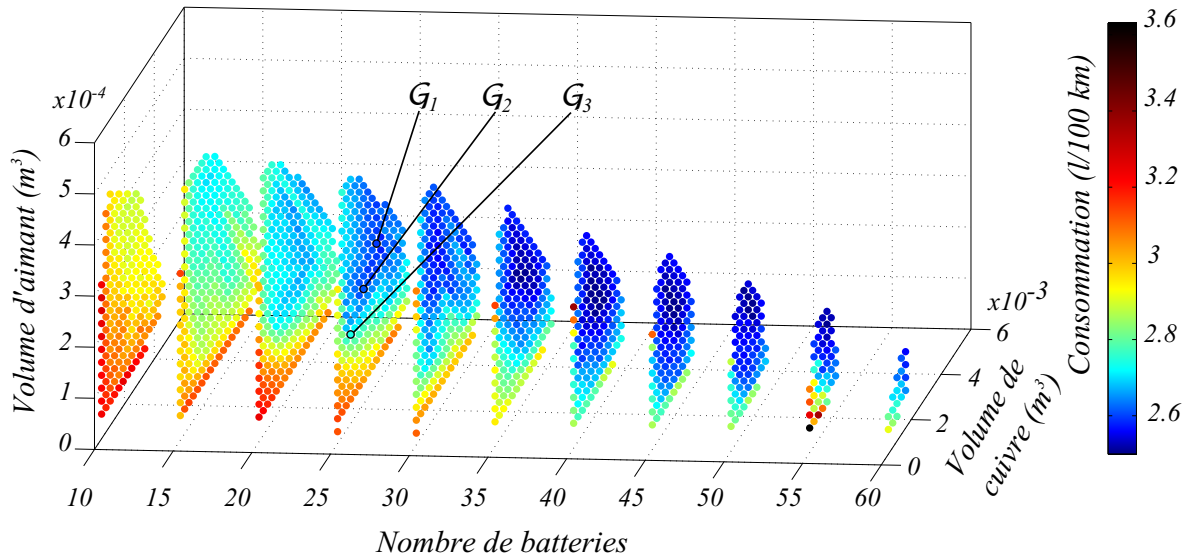 x10-4
6
5
4
3
2
1
0
Volume d'aimant (m3)
G1
G2
G3
10
15
20
25
30
35
40
45
50
55
60
Nombre de batteries
x10-3
6
4
2
0
Volume de
cuivre (m3)
Consommation (l/100 km)
3.6
3.4
3.2
3
2.8
2.6